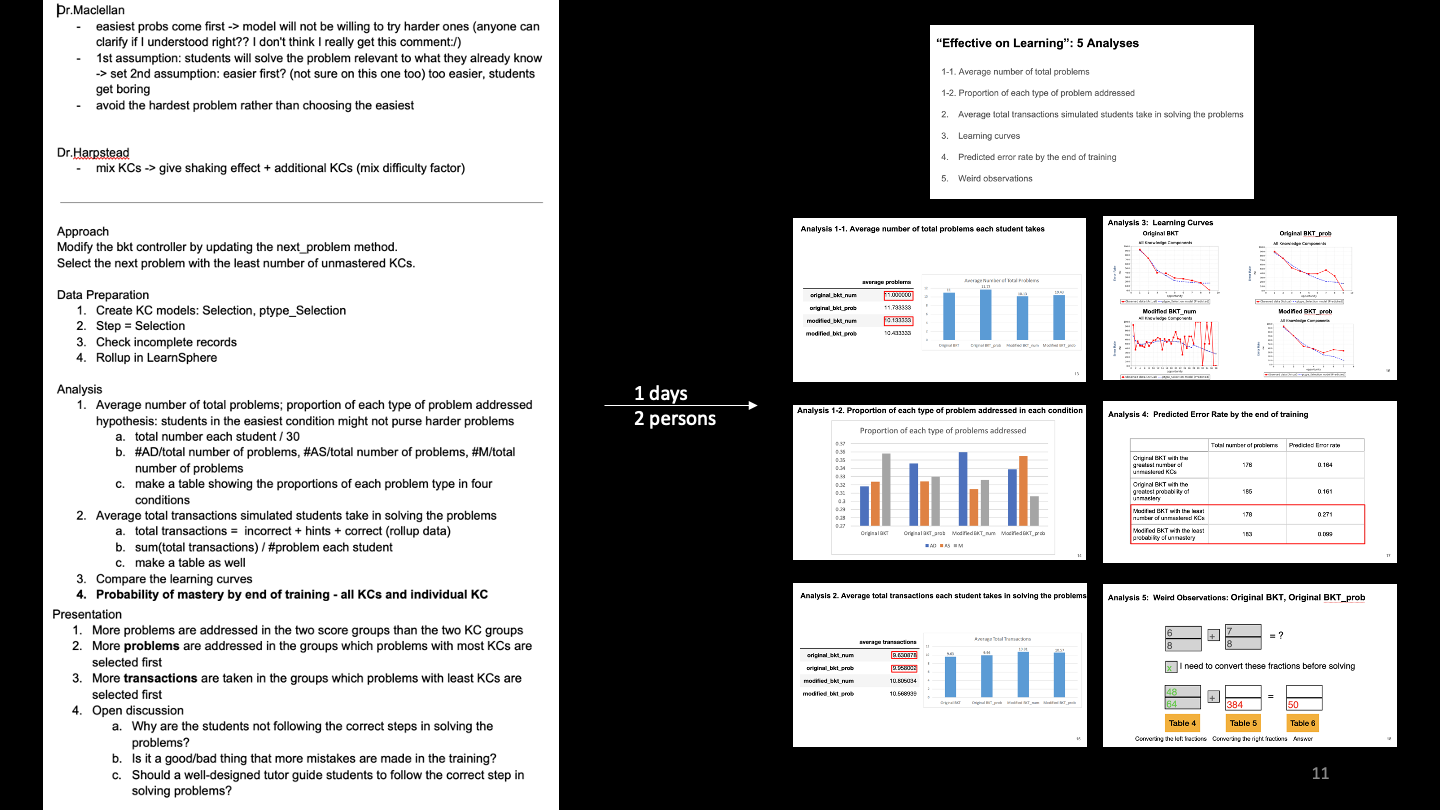 Dr.Maclellan
- easiest probs come first -> model will not be willing to try harder ones (anyone can
clarify if I understood right?? I don't think I really get this comment:/)
- 1st assumption: students will solve the problem relevant to what they already know
-> set 2nd assumption: easier first? (not sure on this one too) too easier, students
get boring
- avoid the hardest problem rather than choosing the easiest
Dr.Harpstead
- mix KCs -> give shaking effect + additional KCs (mix difficulty factor)
Approach
Modify the bkt controller by updating the next_problem method.
Select the next problem with the least number of unmastered KCs.
Data Preparation
1. Create KC models: Selection, ptype_Selection
2. Step = Selection
3. Check incomplete records
4. Rollup in LearnSphere
Analysis
1. Average number of total problems; proportion of each type of problem addressed
hypothesis: students in the easiest condition might not purse harder problems
a. total number each student / 30
b. #AD/total number of problems, #AS/total number of problems, #M/total
number of problems
c. make a table showing the proportions of each problem type in four
conditions
2. Average total transactions simulated students take in solving the problems
a. total transactions = incorrect + hints + correct (rollup data)
b. sum(total transactions) / #problem each student
c. make a table as well
3. Compare the learning curves
4. Probability of mastery by end of training - all KCs and individual KC
Presentation
1. More problems are addressed in the two score groups than the two KC groups
2. More problems are addressed in the groups which problems with most KCs are
selected first
3. More transactions are taken in the groups which problems with least KCs are
selected first
4. Open discussion
a. Why are the students not following the correct steps in solving the
problems?
b. Is it a good/bad thing that more mistakes are made in the training?
c. Should a well-designed tutor guide students to follow the correct step in
solving problems?
1 days
2 persons
"Effective on Learning": 5 Analyses
1-1. Average number of total problems
1-2. Proportion of each type of problem addressed
2. Average total transactions simulated students take in solving the problems
3. Learning curves
4. Predicted error rate by the end of training
5. Weird observations
Analysis 1-1. Average number of total problems each student takes
average problems
original_bkt_num 11.000000
original_bkt_prob 11.733333
modified_bkt_num 10.133333
modified_bkt_prob 10.433333
Average Number of Total Problems
Original BKT Original BKT_prob Modified BKT_num Modified BKT_prob
Analysis 3: Learning Curves
Original BKT
All Knowledge Components
Original BKT_prob
All Knowledge Components
Modified BKT_num
All Knowledge Components
Modified BKT_prob
All Knowledge Components
Analysis 1-2. Proportion of each type of problem addressed in each condition
Proportion of each type of problems addressed
0.37
0.36
0.35
0.34
0.33
0.32
0.31
0.3
0.29
0.28
0.27
Original BKT Original BKT_prob Modified BKT_num Modified BKT_prob
AD AS M
Analysis 4: Predicted Error Rate by the end of training
Total number of problems Predicted Error rate
Original BKT with the greatest number of unmastered KCs 176 0.164
Original BKT with the greatest probability of unmastery 185 0.161
Modified BKT with the least number of unmastered KCs 178 0.271
Modified BKT with the least probability of unmastery 183 0.099
Analysis 2. Average total transactions each student takes in solving the problems
average transactions
original_bkt_num 9.630878
original_bkt_prob 9.958002
modified_bkt_num 10.805034
modified_bkt_prob 10.568939
Average Total Transactions
Original BKT Original BKT_prob Modified BKT_num Modified BKT_prob
Analysis 5: Weird Observations: Original BKT, Original BKT_prob
6 + 7 = ?
8 8
x I need to convert these fractions before solving
48 + =
64 384 50
Table 4 Table 5 Table 6
Converting the left fractions Converting the right fractions Answer
11